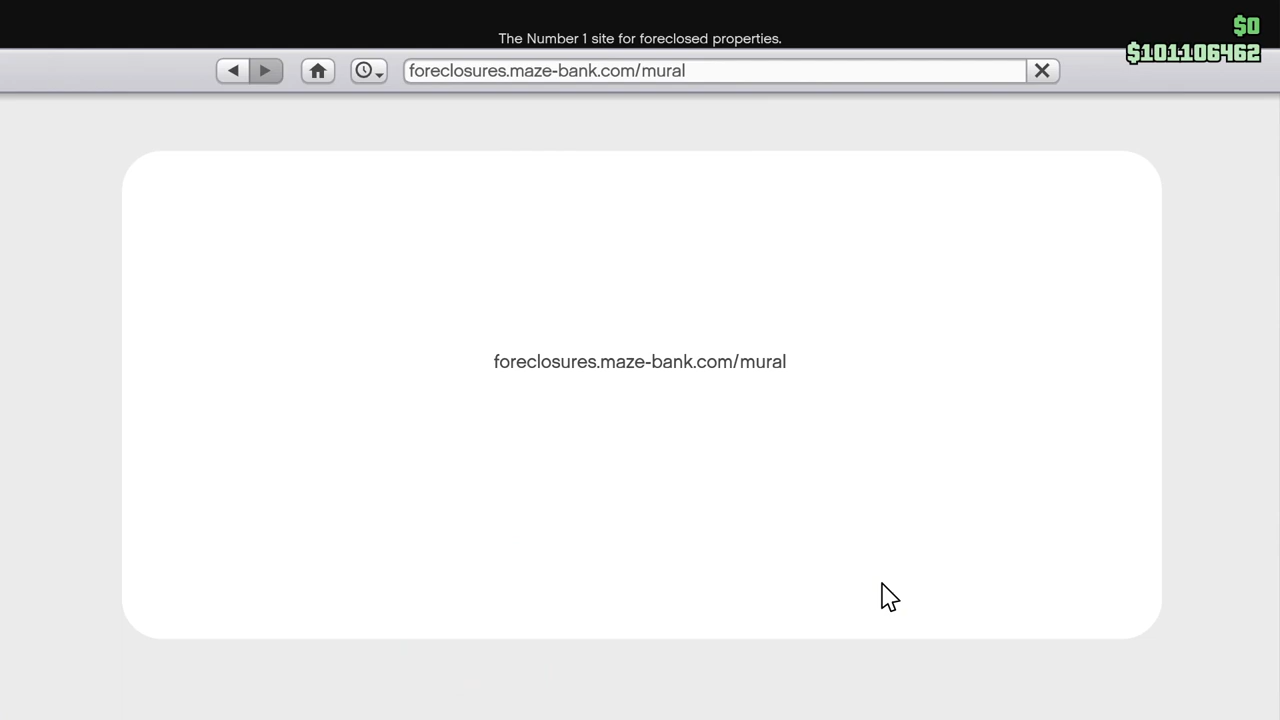 The Number 1 site for foreclosed properties.
$0
$101106462
foreclosures.maze-bank.com/mural
foreclosures.maze-bank.com/mural